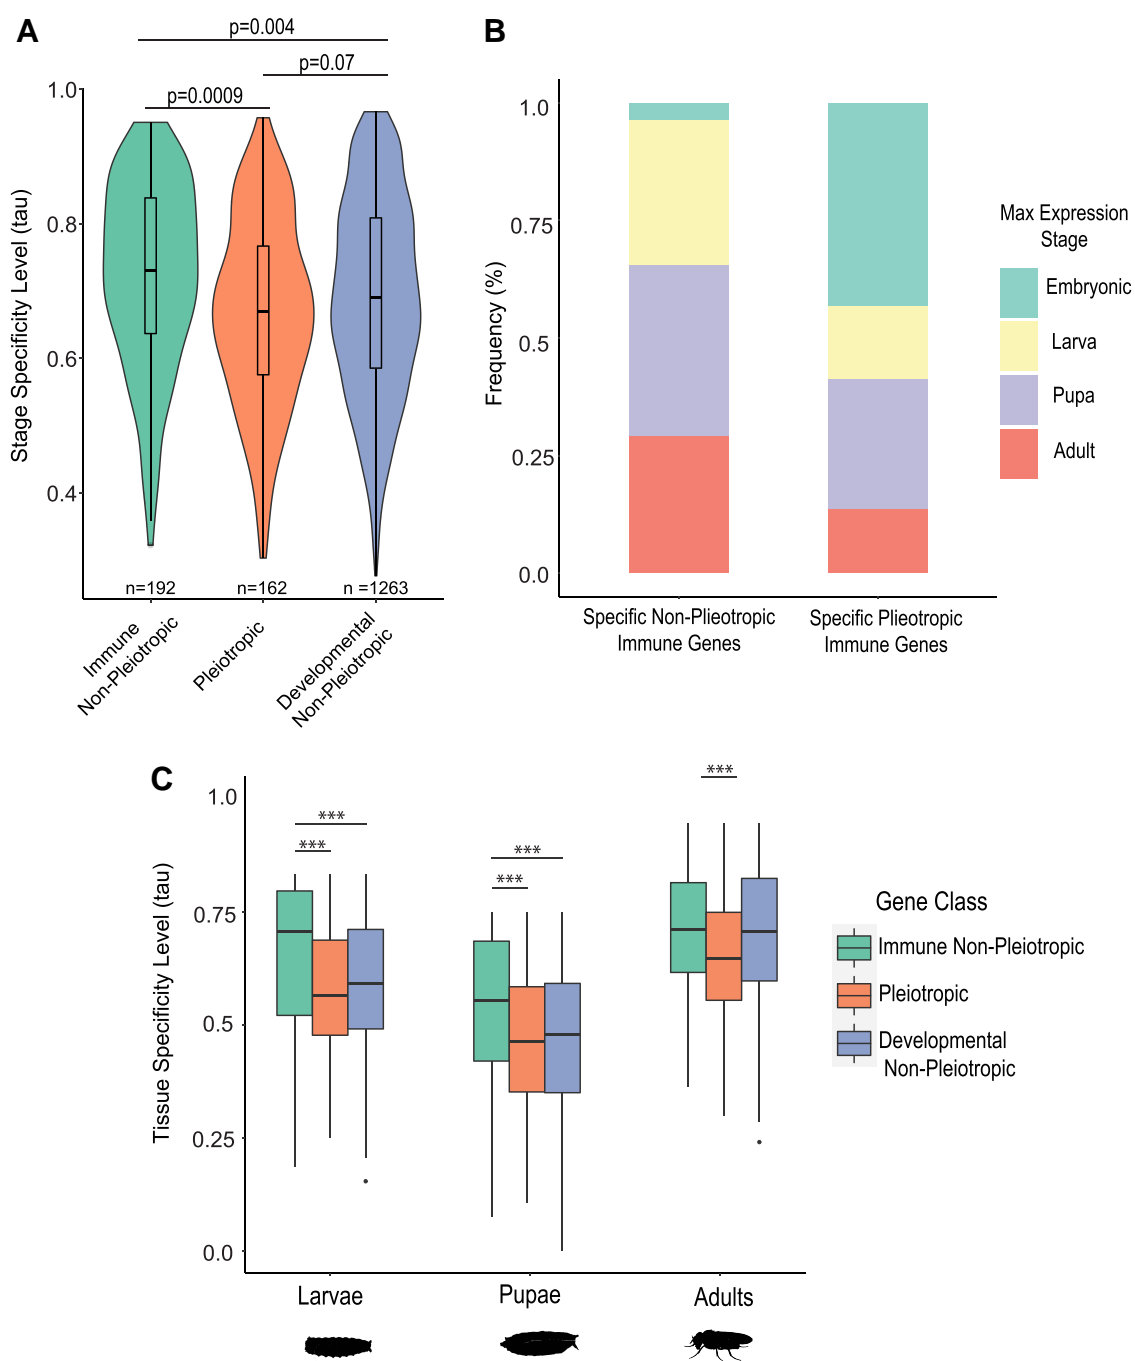 A
p=0.004
p=0.07
p=0.0009
1.0
0.8
0.6
0.4
Stage Specificity Level (tau)
n=192
n=162
n =1263
Immune
Non-Pleiotropic
Pleiotropic
Developmental
Non-Pleiotropic
B
1.0
0.75
0.5
0.25
0.0
Frequency (%)
Specific Non-Plieotropic
Immune Genes
Specific Plieotropic
Immune Genes
Max Expression
Stage
Embryonic
Larva
Pupa
Adult
C
1.0
0.75
0.5
0.25
0.0
Tissue Specificity Level (tau)
***
***
***
***
***
Larvae
Pupae
Adults
Gene Class
Immune Non-Pleiotropic
Pleiotropic
Developmental
Non-Pleiotropic